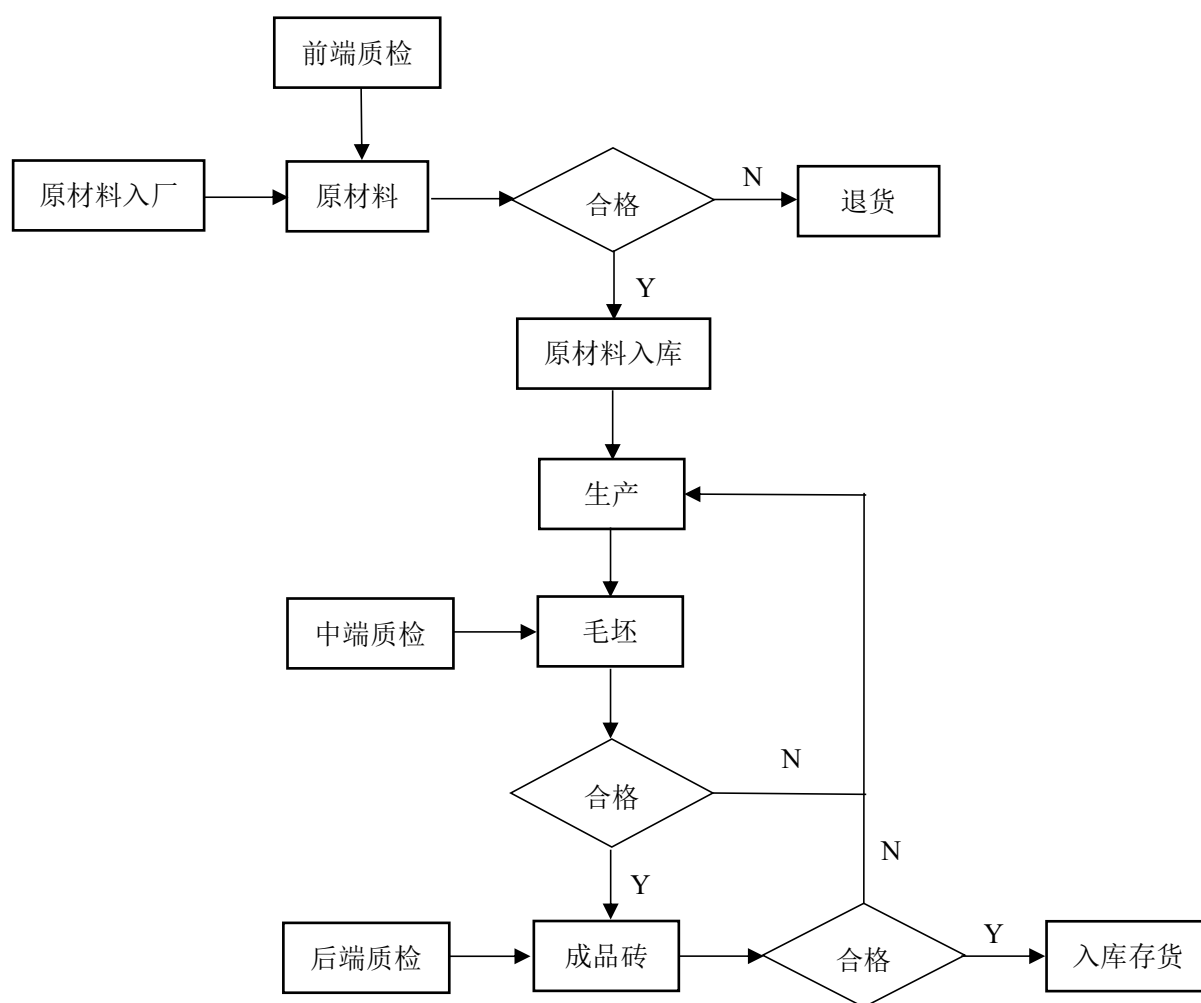 前端质检
原材料入厂
原材料
合格
N
退货
Y
原材料入库
生产
中端质检
毛坯
合格
N
Y
N
后端质检
成品砖
合格
Y
入库存货